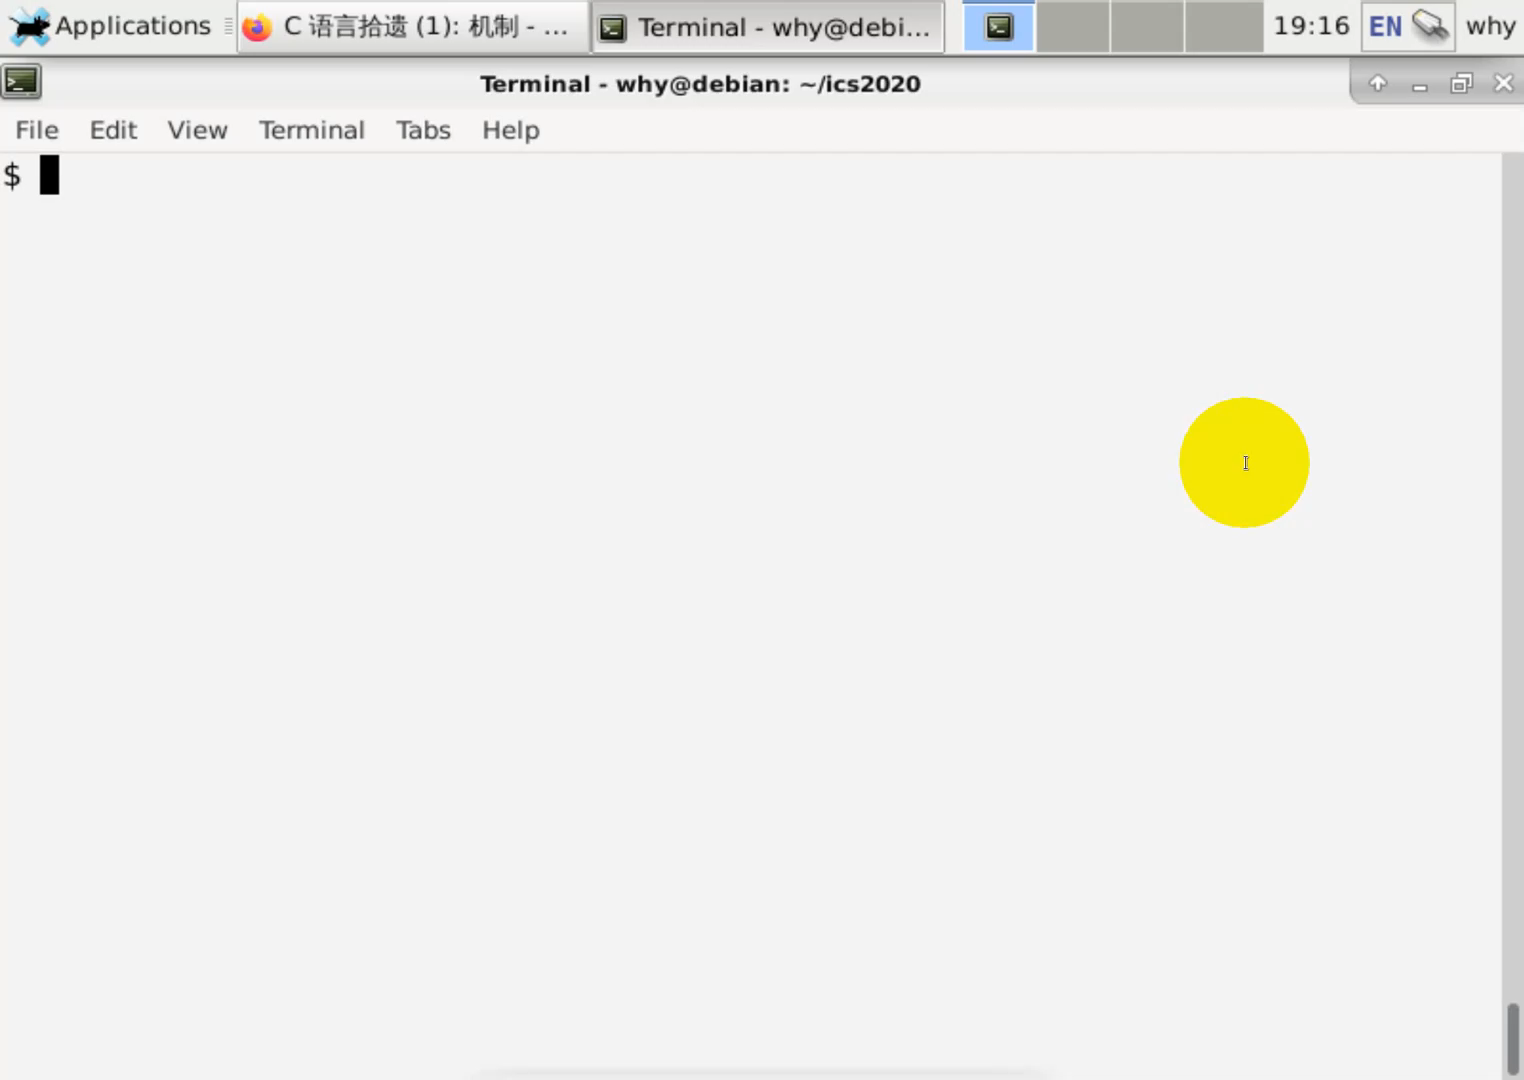 Applications C 语言拾遗 (1): 机制 - ... Terminal - why@debi... 19:16 EN why
Terminal - why@debian: ~/ics2020
File Edit View Terminal Tabs Help
$